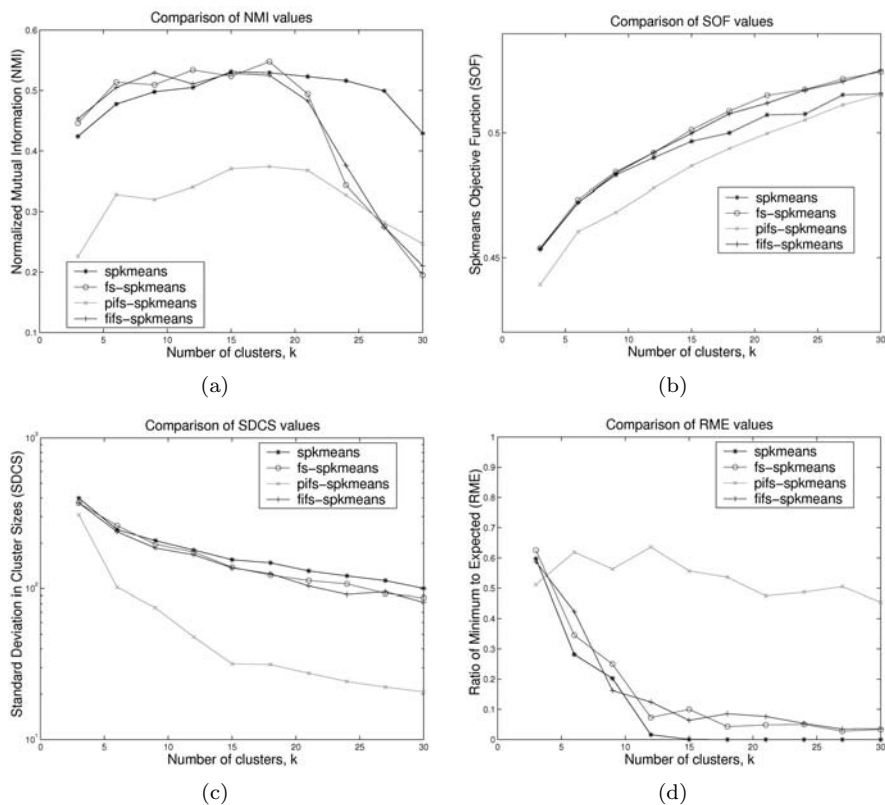 Comparison of NMI values
Normalized Mutual Information (NMI)
0.6
0.5
0.4
0.3
0.2
0.1
spkmeans
fs-spkmeans
pifs-spkmeans
fifs-spkmeans
0 5 10 15 20 25 30
Number of clusters, k
(a)
Comparison of SOF values
Spkmeans Objective Function (SOF)
0.5
0.45
spkmeans
fs-spkmeans
pifs-spkmeans
fifs-spkmeans
0 5 10 15 20 25 30
Number of clusters, k
(b)
Comparison of SDCS values
Standard Deviation in Cluster Sizes (SDCS)
10³
10²
10¹
spkmeans
fs-spkmeans
pifs-spkmeans
fifs-spkmeans
0 5 10 15 20 25 30
Number of clusters, k
(c)
Comparison of RME values
Ratio of Minimum to Expected (RME)
1
0.9
0.8
0.7
0.6
0.5
0.4
0.3
0.2
0.1
0
spkmeans
fs-spkmeans
pifs-spkmeans
fifs-spkmeans
0 5 10 15 20 25 30
Number of clusters, k
(d)